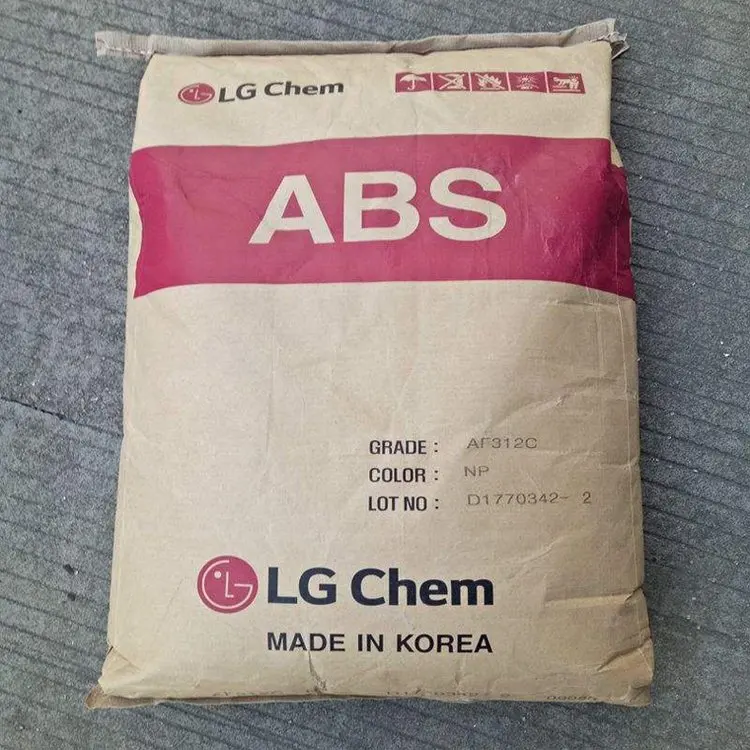 LG Chem
ABS
GRADE : AF312C
COLOR : NP
LOT NO : D1770342- 2
LG Chem
MADE IN KOREA